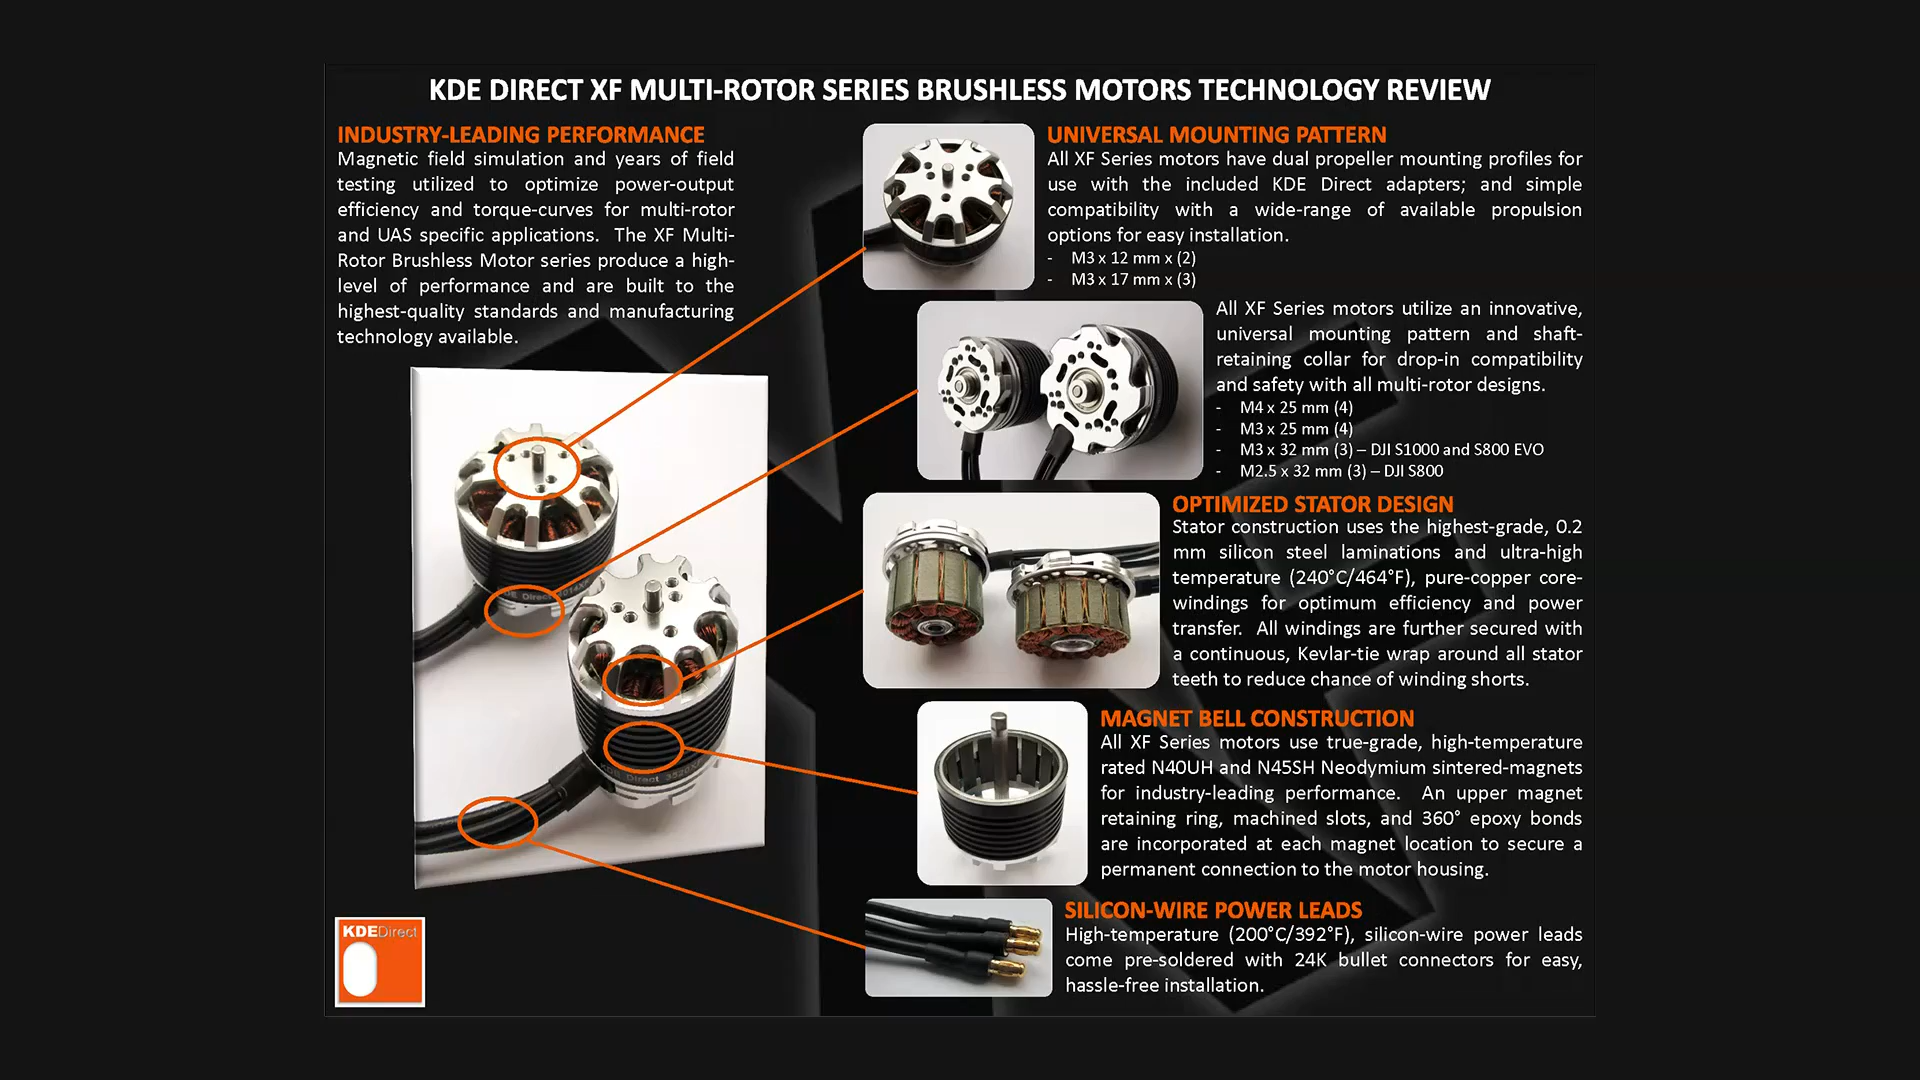 KDE DIRECT XF MULTI-ROTOR SERIES BRUSHLESS MOTORS TECHNOLOGY REVIEW
INDUSTRY-LEADING PERFORMANCE
Magnetic field simulation and years of field
testing utilized to optimize power-output
efficiency and torque-curves for multi-rotor
and UAS specific applications. The XF Multi-
Rotor Brushless Motor series produce a high-
level of performance and are built to the
highest-quality standards and manufacturing
technology available.
UNIVERSAL MOUNTING PATTERN
All XF Series motors have dual propeller mounting profiles for
use with the included KDE Direct adapters; and simple
compatibility with a wide-range of available propulsion
options for easy installation.
- M3 x 12 mm x (2)
- M3 x 17 mm x (3)
All XF Series motors utilize an innovative,
universal mounting pattern and shaft-
retaining collar for drop-in compatibility
and safety with all multi-rotor designs.
- M4 x 25 mm (4)
- M3 x 25 mm (4)
- M3 x 32 mm (3) – DJI S1000 and S800 EVO
- M2.5 x 32 mm (3) – DJI S800
OPTIMIZED STATOR DESIGN
Stator construction uses the highest-grade, 0.2
mm silicon steel laminations and ultra-high
temperature (240°C/464°F), pure-copper core-
windings for optimum efficiency and power
transfer. All windings are further secured with
a continuous, Kevlar-tie wrap around all stator
teeth to reduce chance of winding shorts.
MAGNET BELL CONSTRUCTION
All XF Series motors use true-grade, high-temperature
rated N40UH and N45SH Neodymium sintered-magnets
for industry-leading performance. An upper magnet
retaining ring, machined slots, and 360° epoxy bonds
are incorporated at each magnet location to secure a
permanent connection to the motor housing.
SILICON-WIRE POWER LEADS
High-temperature (200°C/392°F), silicon-wire power leads
come pre-soldered with 24K bullet connectors for easy,
hassle-free installation.
KDE Direct
KDE Direct
KDEDirect